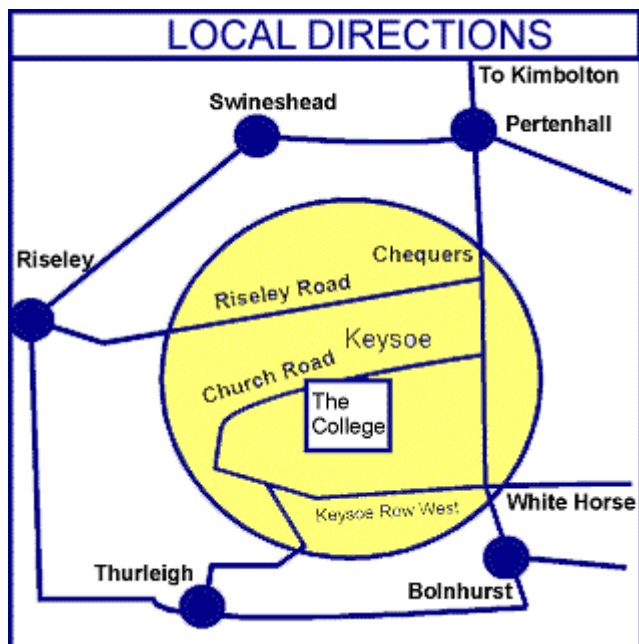 LOCAL DIRECTIONS
To Kimbolton
Swineshead
Pertenhall
Riseley
Chequers
Riseley Road
Keysoe
Church Road
The
College
Keysoe Row West
White Horse
Thurleigh
Bolnhurst